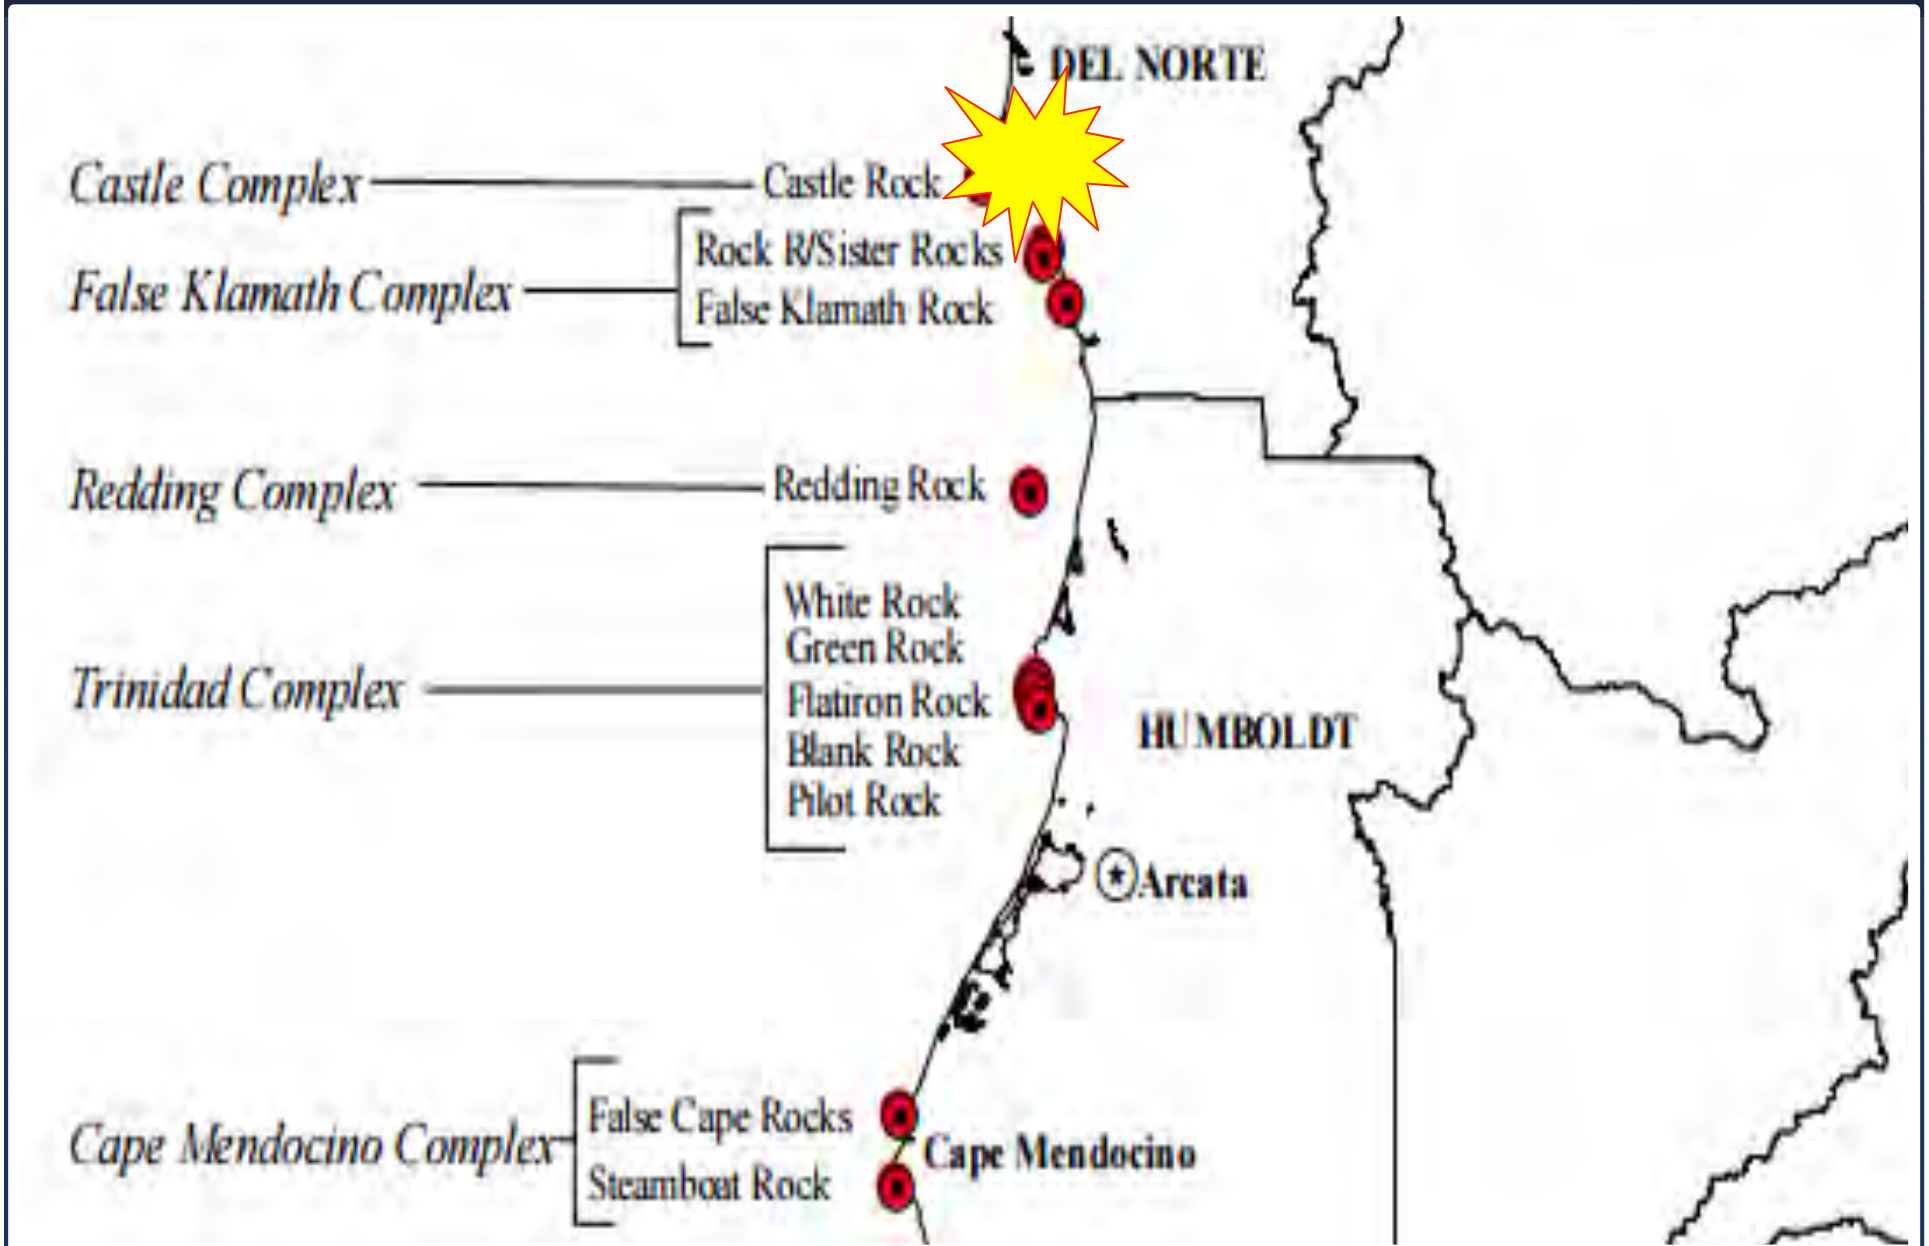 DEL NORTE
Castle Complex
Castle Rock
Rock R/Sister Rocks
False Klamath Complex
False Klamath Rock
Redding Complex
Redding Rock
White Rock
Green Rock
Trinidad Complex
Flatiron Rock
HUMBOLDT
Blank Rock
Pilot Rock
Arcata
False Cape Rocks
Cape Mendocino Complex
Cape Mendocino
Steamboat Rock